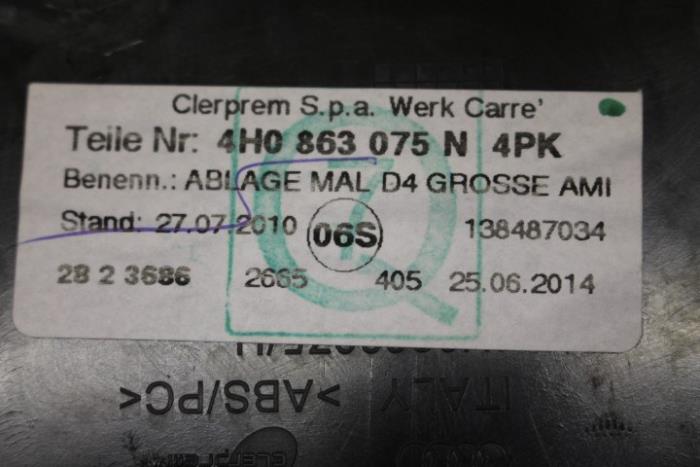 Clerprem S.p.a. Werk Carre'
Teile Nr: 4H0 863 075 N 4PK
Benenn.: ABLAGE MAL D4 GROSSE AMI
Stand: 27.07.2010 06S 138487034
28 2 3686 2665 405 25.06.2014
ITALY >ABS/PC<
Clerprem